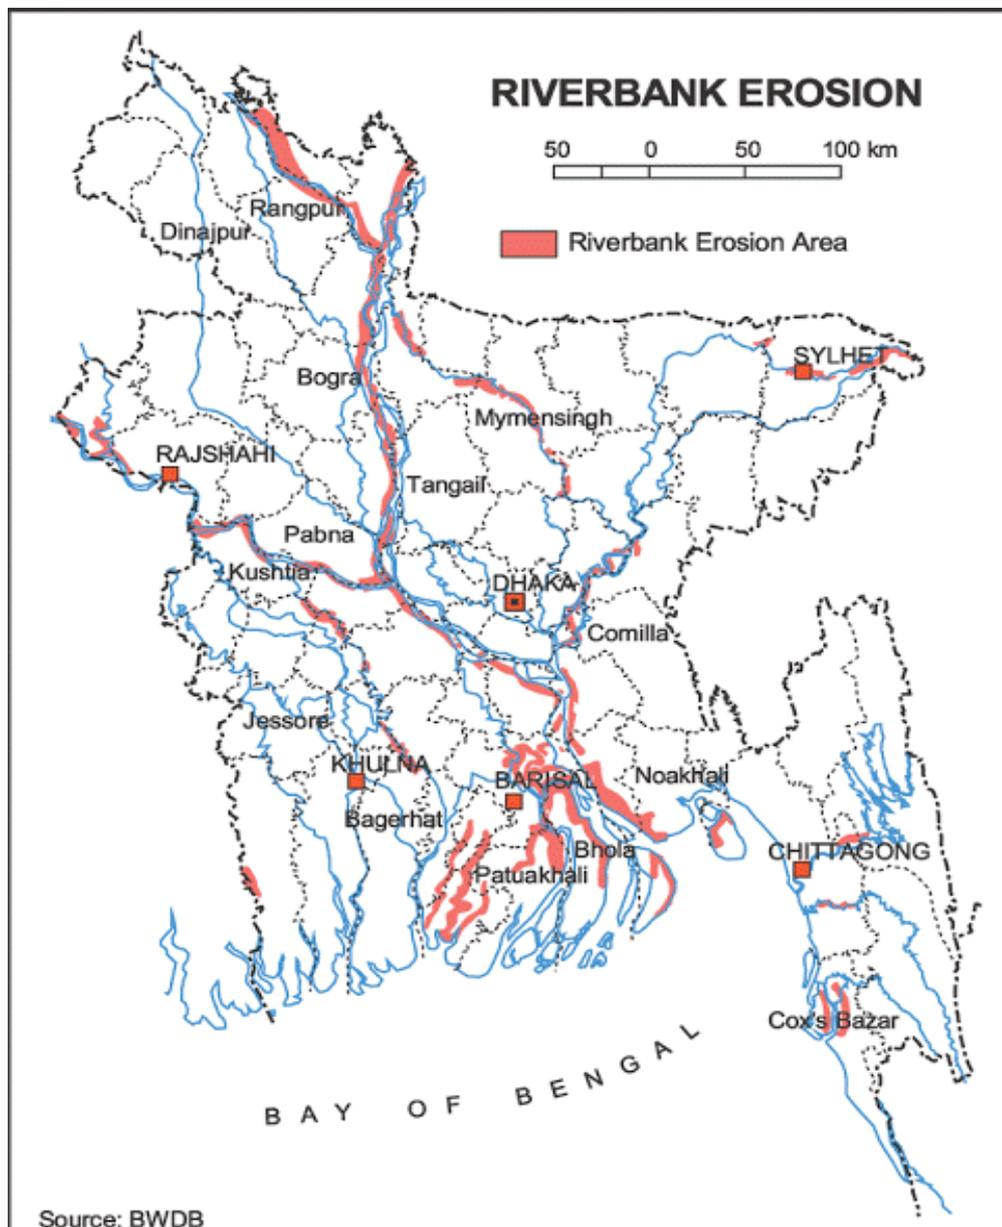 RIVERBANK EROSION
50 0 50 100 km
Riverbank Erosion Area
Rangpur
Dinajpur
SYLHET
Bogra
Mymensingh
RAJSHAHI
Tangail
Pabna
Kushtia
DHAKA
Comilla
Jessore
KHULNA
BARISAL
Noakhali
Bagerhat
Bhola
CHITTAGONG
Patuakhali
Cox's Bazar
BAY OF BENGAL
Source: BWDB